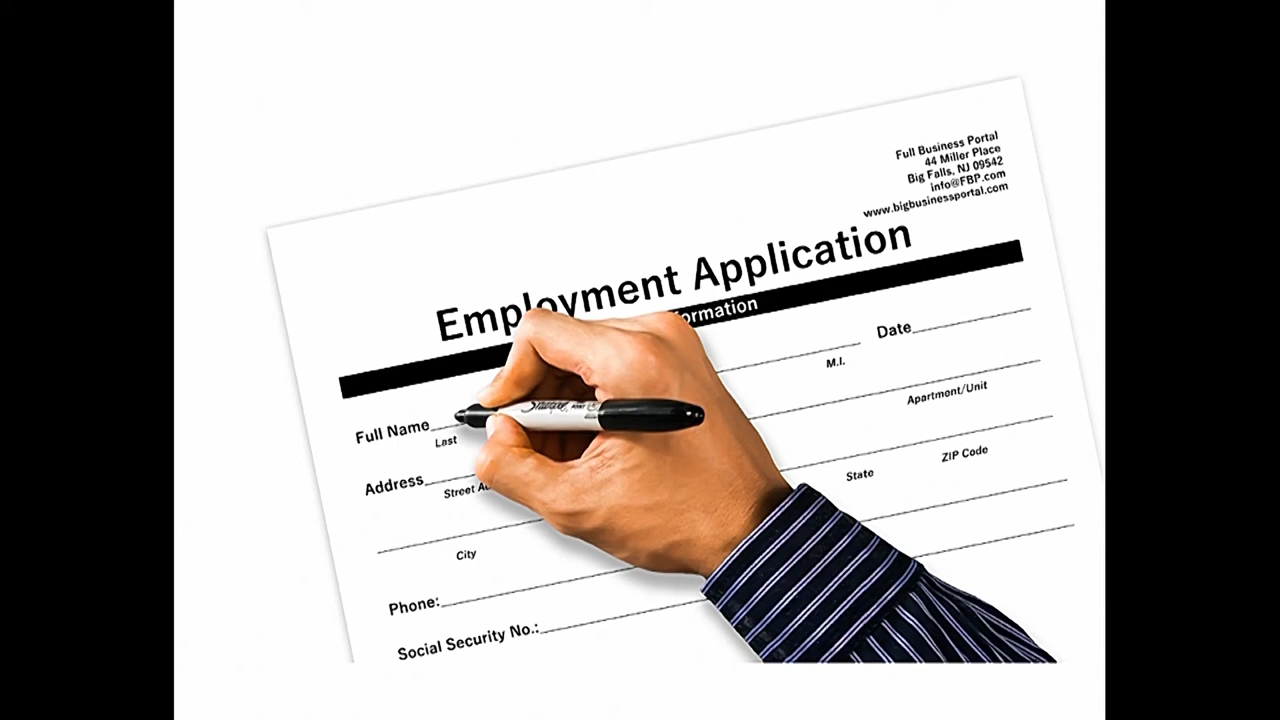 Full Business Portal
44 Miller Place
Big Falls, NJ 09542
info@FBP.com
www.bigbusinessportal.com
Employment Application
Date
M.I.
Full Name
Last
Apartment/Unit
Address
Street
State
ZIP Code
City
Phone:
Social Security No.: